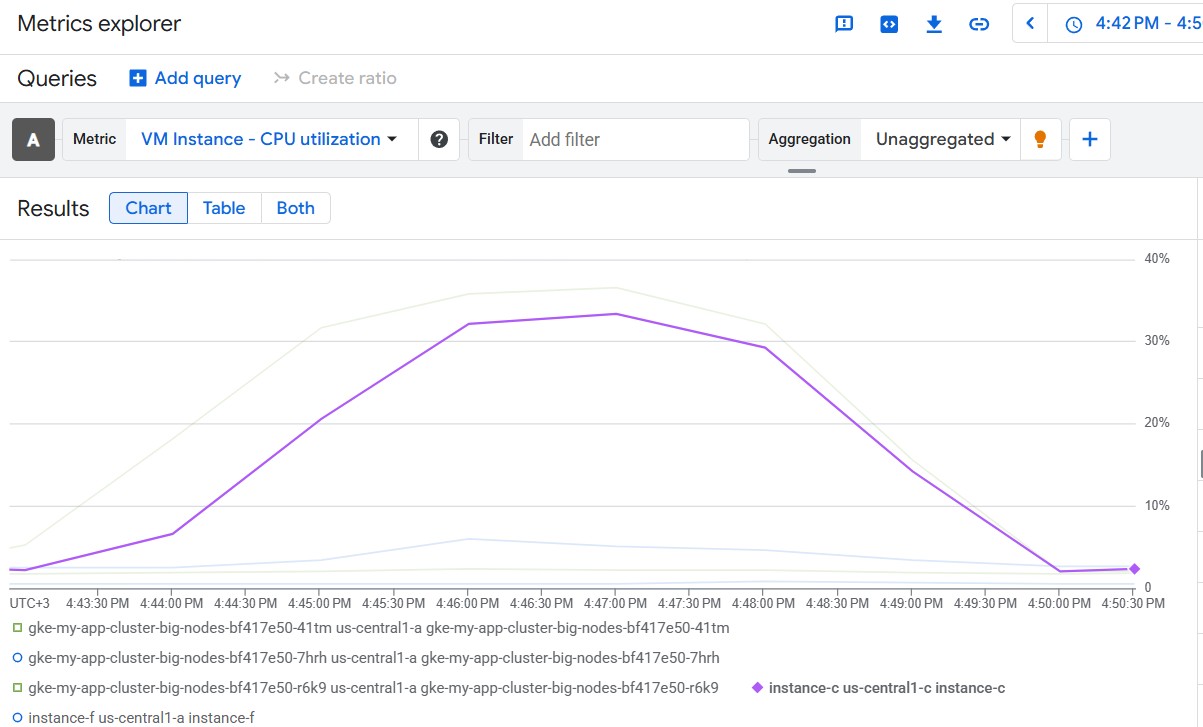 Metrics explorer
4:42 PM - 4:5
Queries Add query Create ratio
A Metric VM Instance - CPU utilization Filter Add filter Aggregation Unaggregated
Results Chart Table Both
40%
30%
20%
10%
0
UTC+3 4:43:30 PM 4:44:00 PM 4:44:30 PM 4:45:00 PM 4:45:30 PM 4:46:00 PM 4:46:30 PM 4:47:00 PM 4:47:30 PM 4:48:00 PM 4:48:30 PM 4:49:00 PM 4:49:30 PM 4:50:00 PM 4:50:30 PM
gke-my-app-cluster-big-nodes-bf417e50-41tm us-central1-a gke-my-app-cluster-big-nodes-bf417e50-41tm
gke-my-app-cluster-big-nodes-bf417e50-7hrh us-central1-a gke-my-app-cluster-big-nodes-bf417e50-7hrh
gke-my-app-cluster-big-nodes-bf417e50-r6k9 us-central1-a gke-my-app-cluster-big-nodes-bf417e50-r6k9 instance-c us-central1-c instance-c
instance-f us-central1-a instance-f